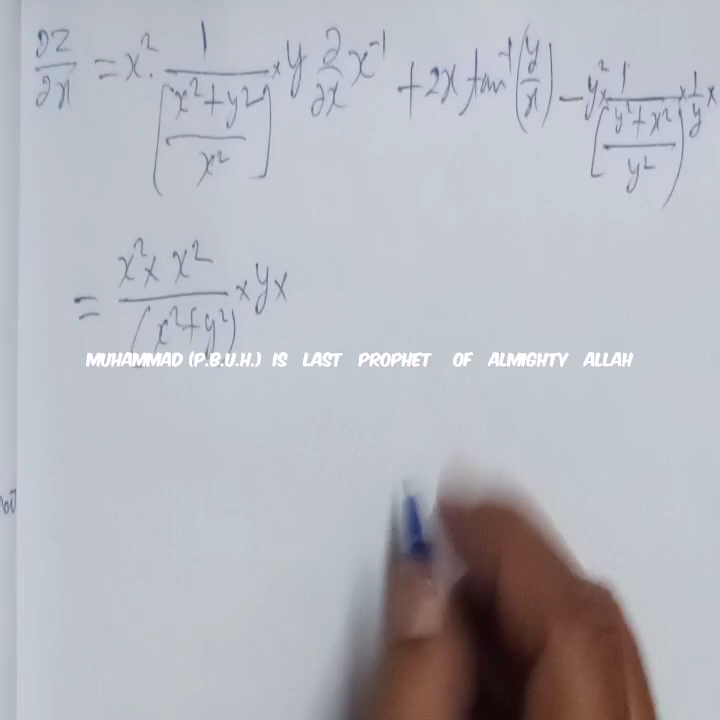 ∂z/∂x = x². 1/[(x²+y²)/x²] × y ∂/∂x x⁻¹ + 2x tan⁻¹(y/x) − y² × 1/[(y²+x²)/y²] × 1/y ×
= x² × x²/(x²+y²) × y ×
MUHAMMAD (P.B.U.H.) IS LAST PROPHET OF ALMIGHTY ALLAH